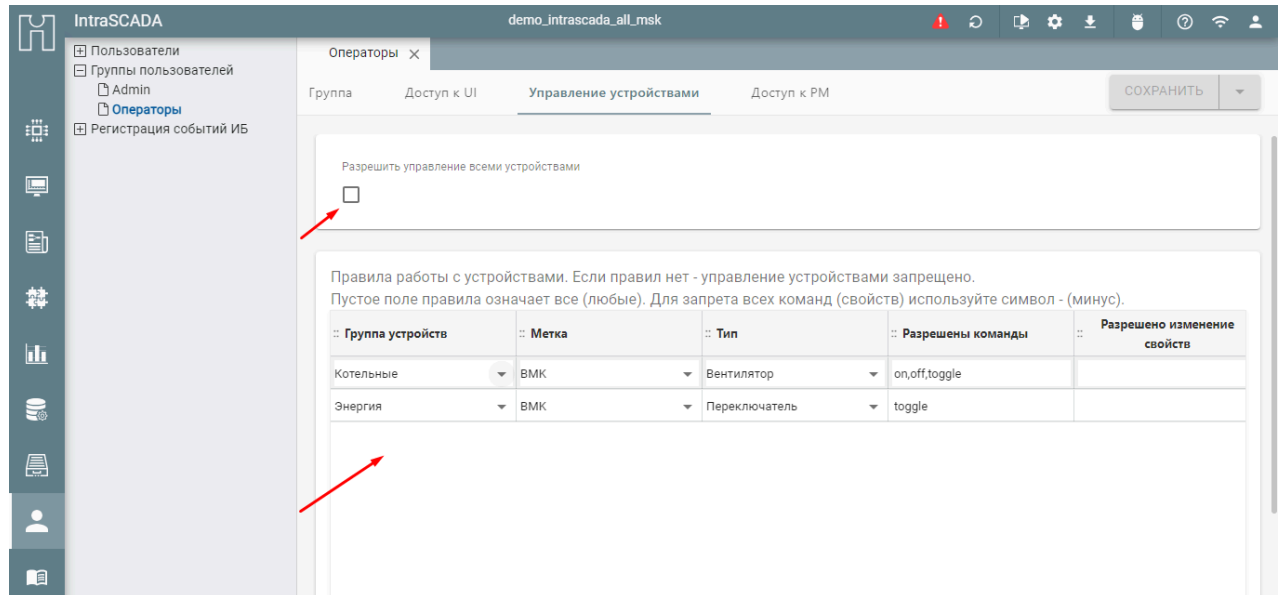 IntraSCADA
demo_intrascada_all_msk
Пользователи
Группы пользователей
Admin
Операторы
Регистрация событий ИБ
Операторы
Группа
Доступ к UI
Управление устройствами
Доступ к PM
СОХРАНИТЬ
Разрешить управление всеми устройствами
Правила работы с устройствами. Если правил нет - управление устройствами запрещено.
Пустое поле правила означает все (любые). Для запрета всех команд (свойств) используйте символ - (минус).
Группа устройств
Метка
Тип
Разрешены команды
Разрешено изменение
свойств
Котельные
ВМК
Вентилятор
on,off,toggle
Энергия
ВМК
Переключатель
toggle